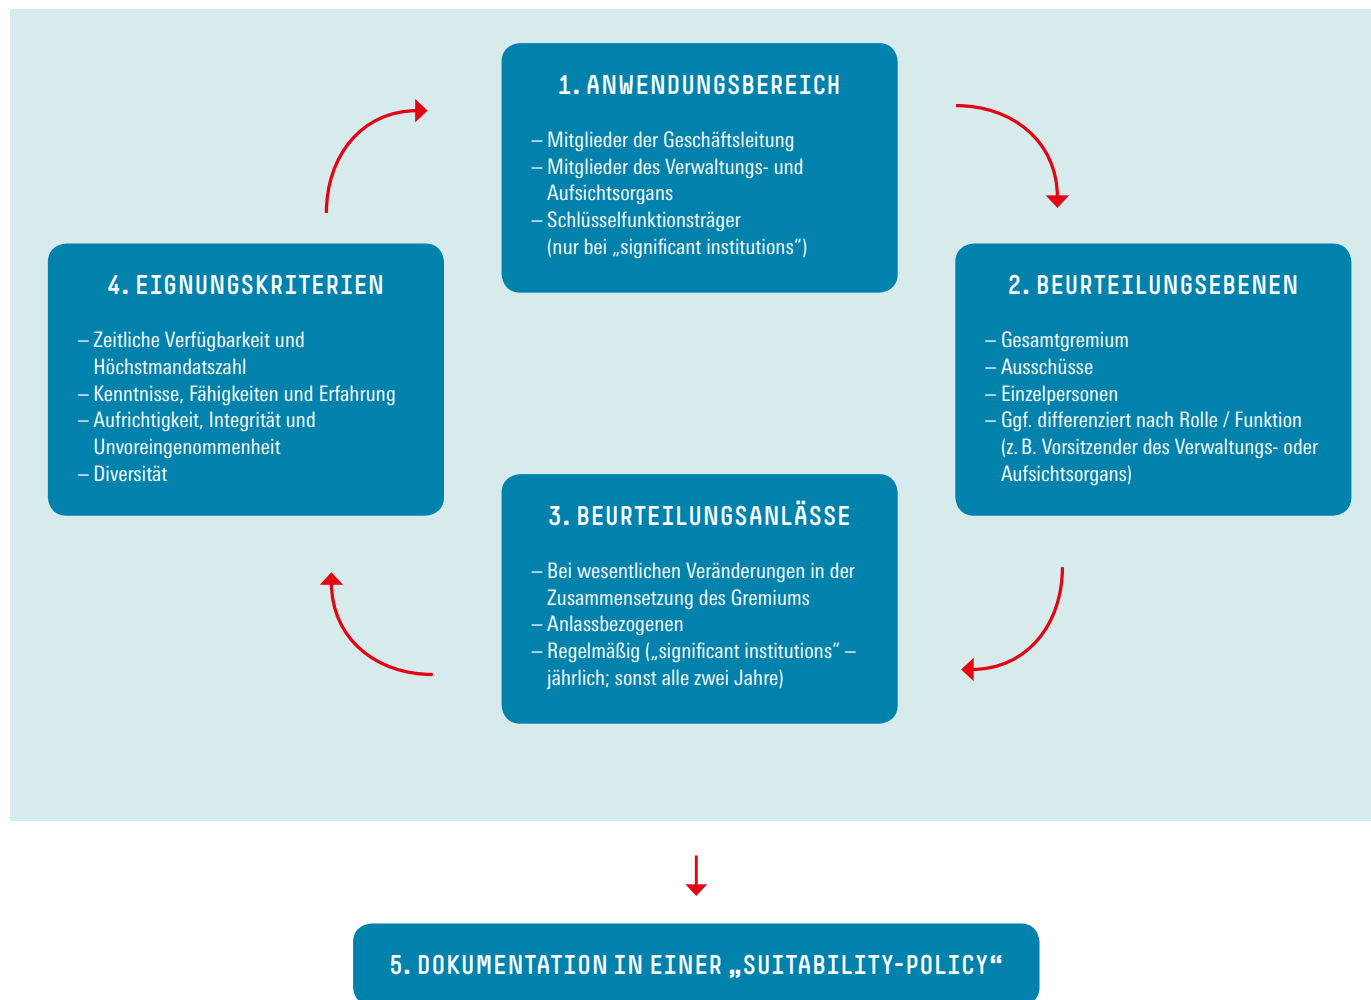 1. ANWENDUNGSBEREICH
– Mitglieder der Geschäftsleitung
– Mitglieder des Verwaltungs- und
Aufsichtsorgans
– Schlüsselfunktionsträger
(nur bei „significant institutions“)
2. BEURTEILUNGSEBENEN
– Gesamtgremium
– Ausschüsse
– Einzelpersonen
– Ggf. differenziert nach Rolle / Funktion
(z. B. Vorsitzender des Verwaltungs- oder
Aufsichtsorgans)
3. BEURTEILUNGSANLÄSSE
– Bei wesentlichen Veränderungen in der
Zusammensetzung des Gremiums
– Anlassbezogenen
– Regelmäßig („significant institutions“ –
jährlich; sonst alle zwei Jahre)
4. EIGNUNGSKRITERIEN
– Zeitliche Verfügbarkeit und
Höchstmandatszahl
– Kenntnisse, Fähigkeiten und Erfahrung
– Aufrichtigkeit, Integrität und
Unvoreingenommenheit
– Diversität
5. DOKUMENTATION IN EINER „SUITABILITY-POLICY“